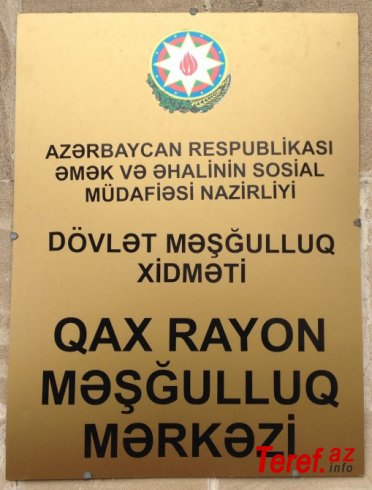 AZƏRBAYCAN RESPUBLİKASI
ƏMƏK VƏ ƏHALİNİN SOSİAL
MÜDAFİƏSİ NAZİRLİYİ
DÖVLƏT MƏŞĞULLUQ
XİDMƏTİ
QAX RAYON
MƏŞĞULLUQ
MƏRKƏZİ
Teref.az
info